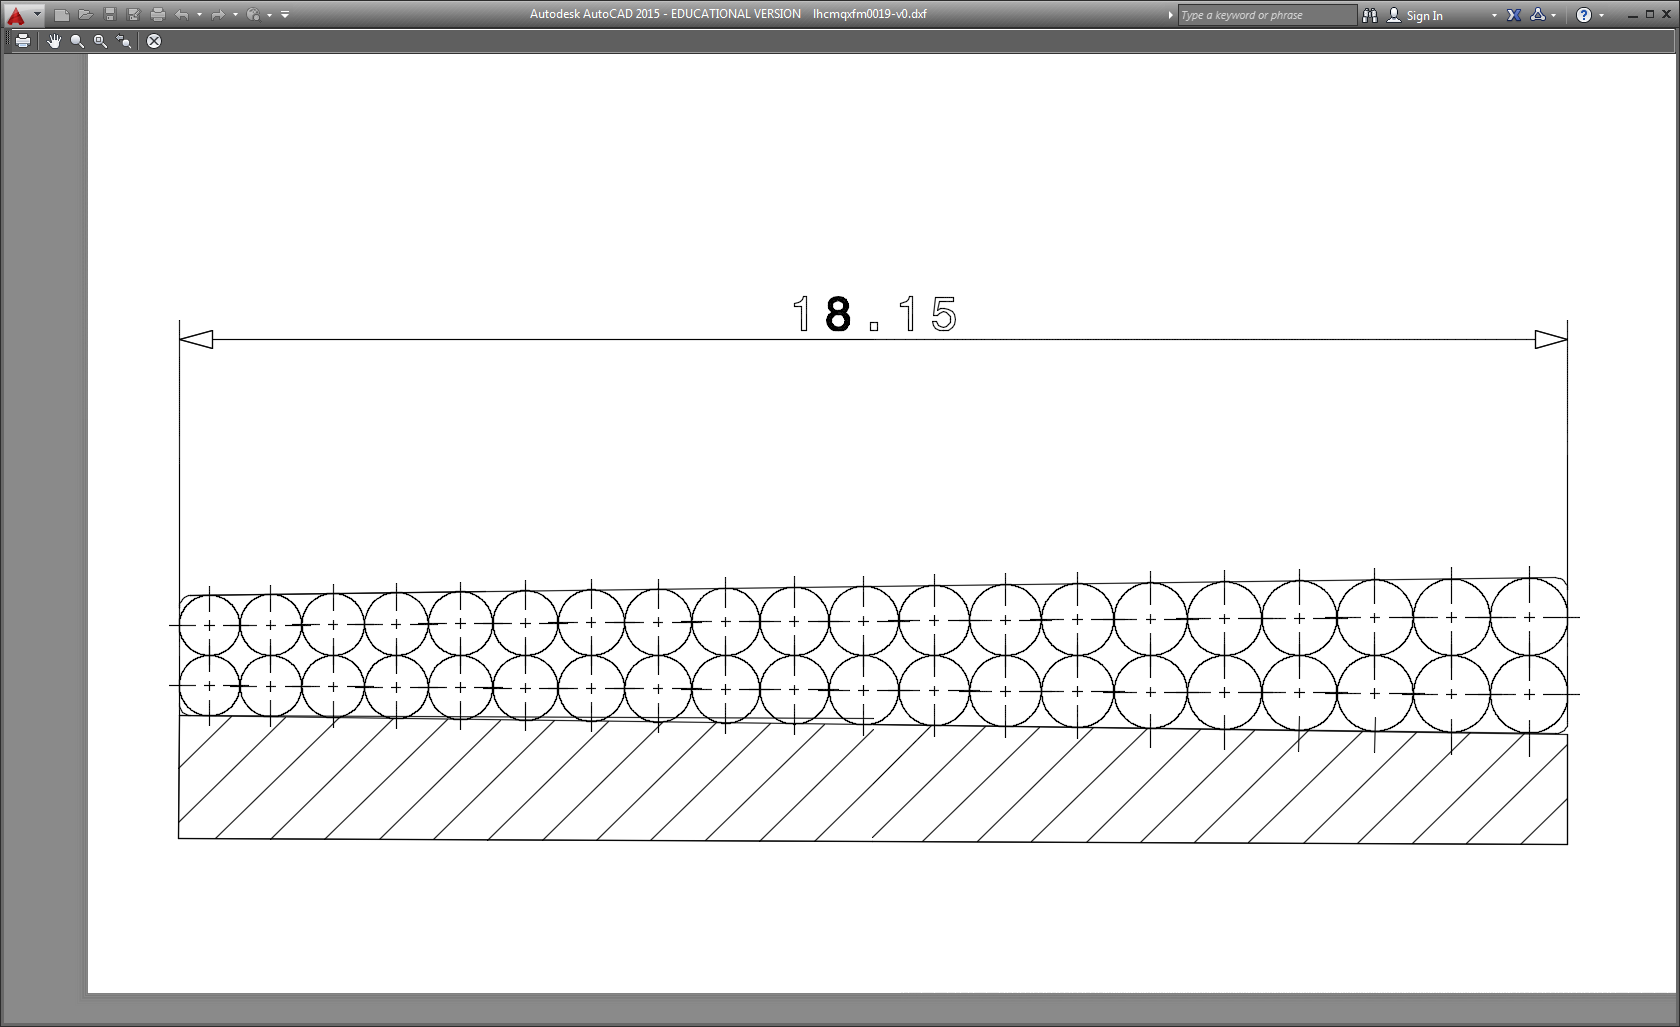 Autodesk AutoCAD 2015 - EDUCATIONAL VERSION lhcmqxfm0019-v0.dxf
Type a keyword or phrase
Sign In
18.15